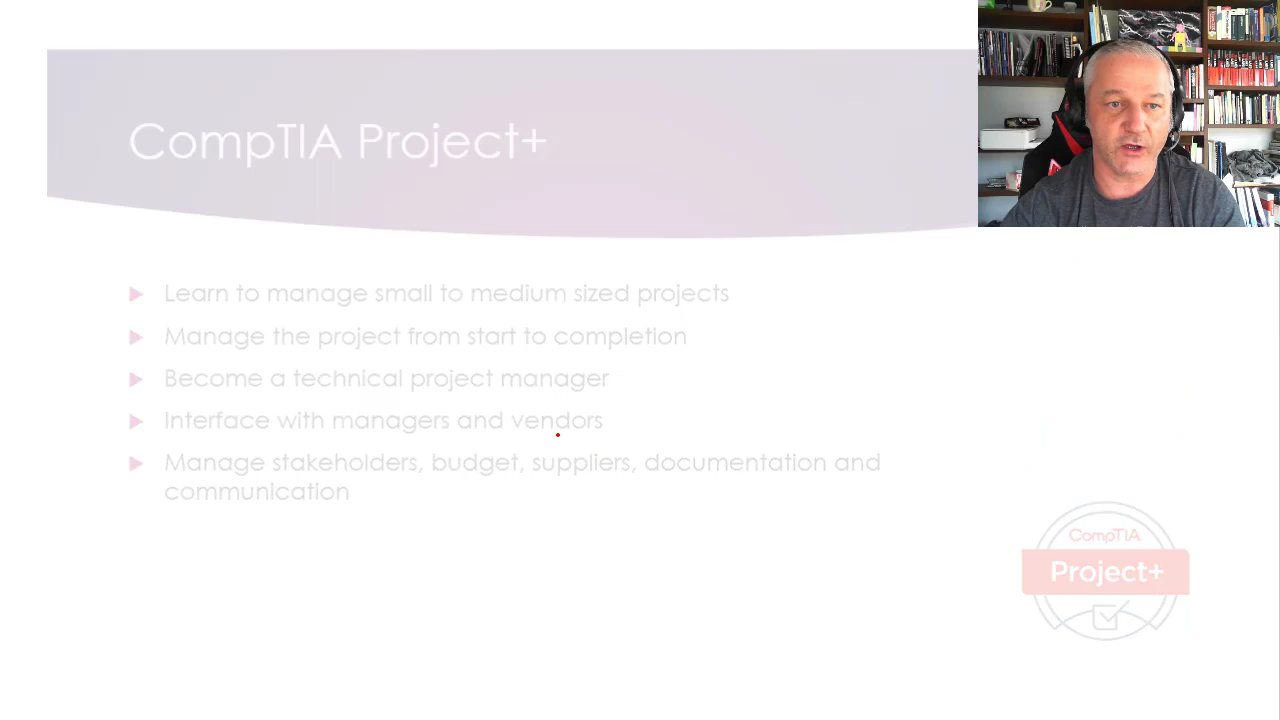 CompTIA Project+
Learn to manage small to medium sized projects
Manage the project from start to completion
Become a technical project manager
Interface with managers and vendors
Manage stakeholders, budget, suppliers, documentation and
communication
CompTIA
Project+